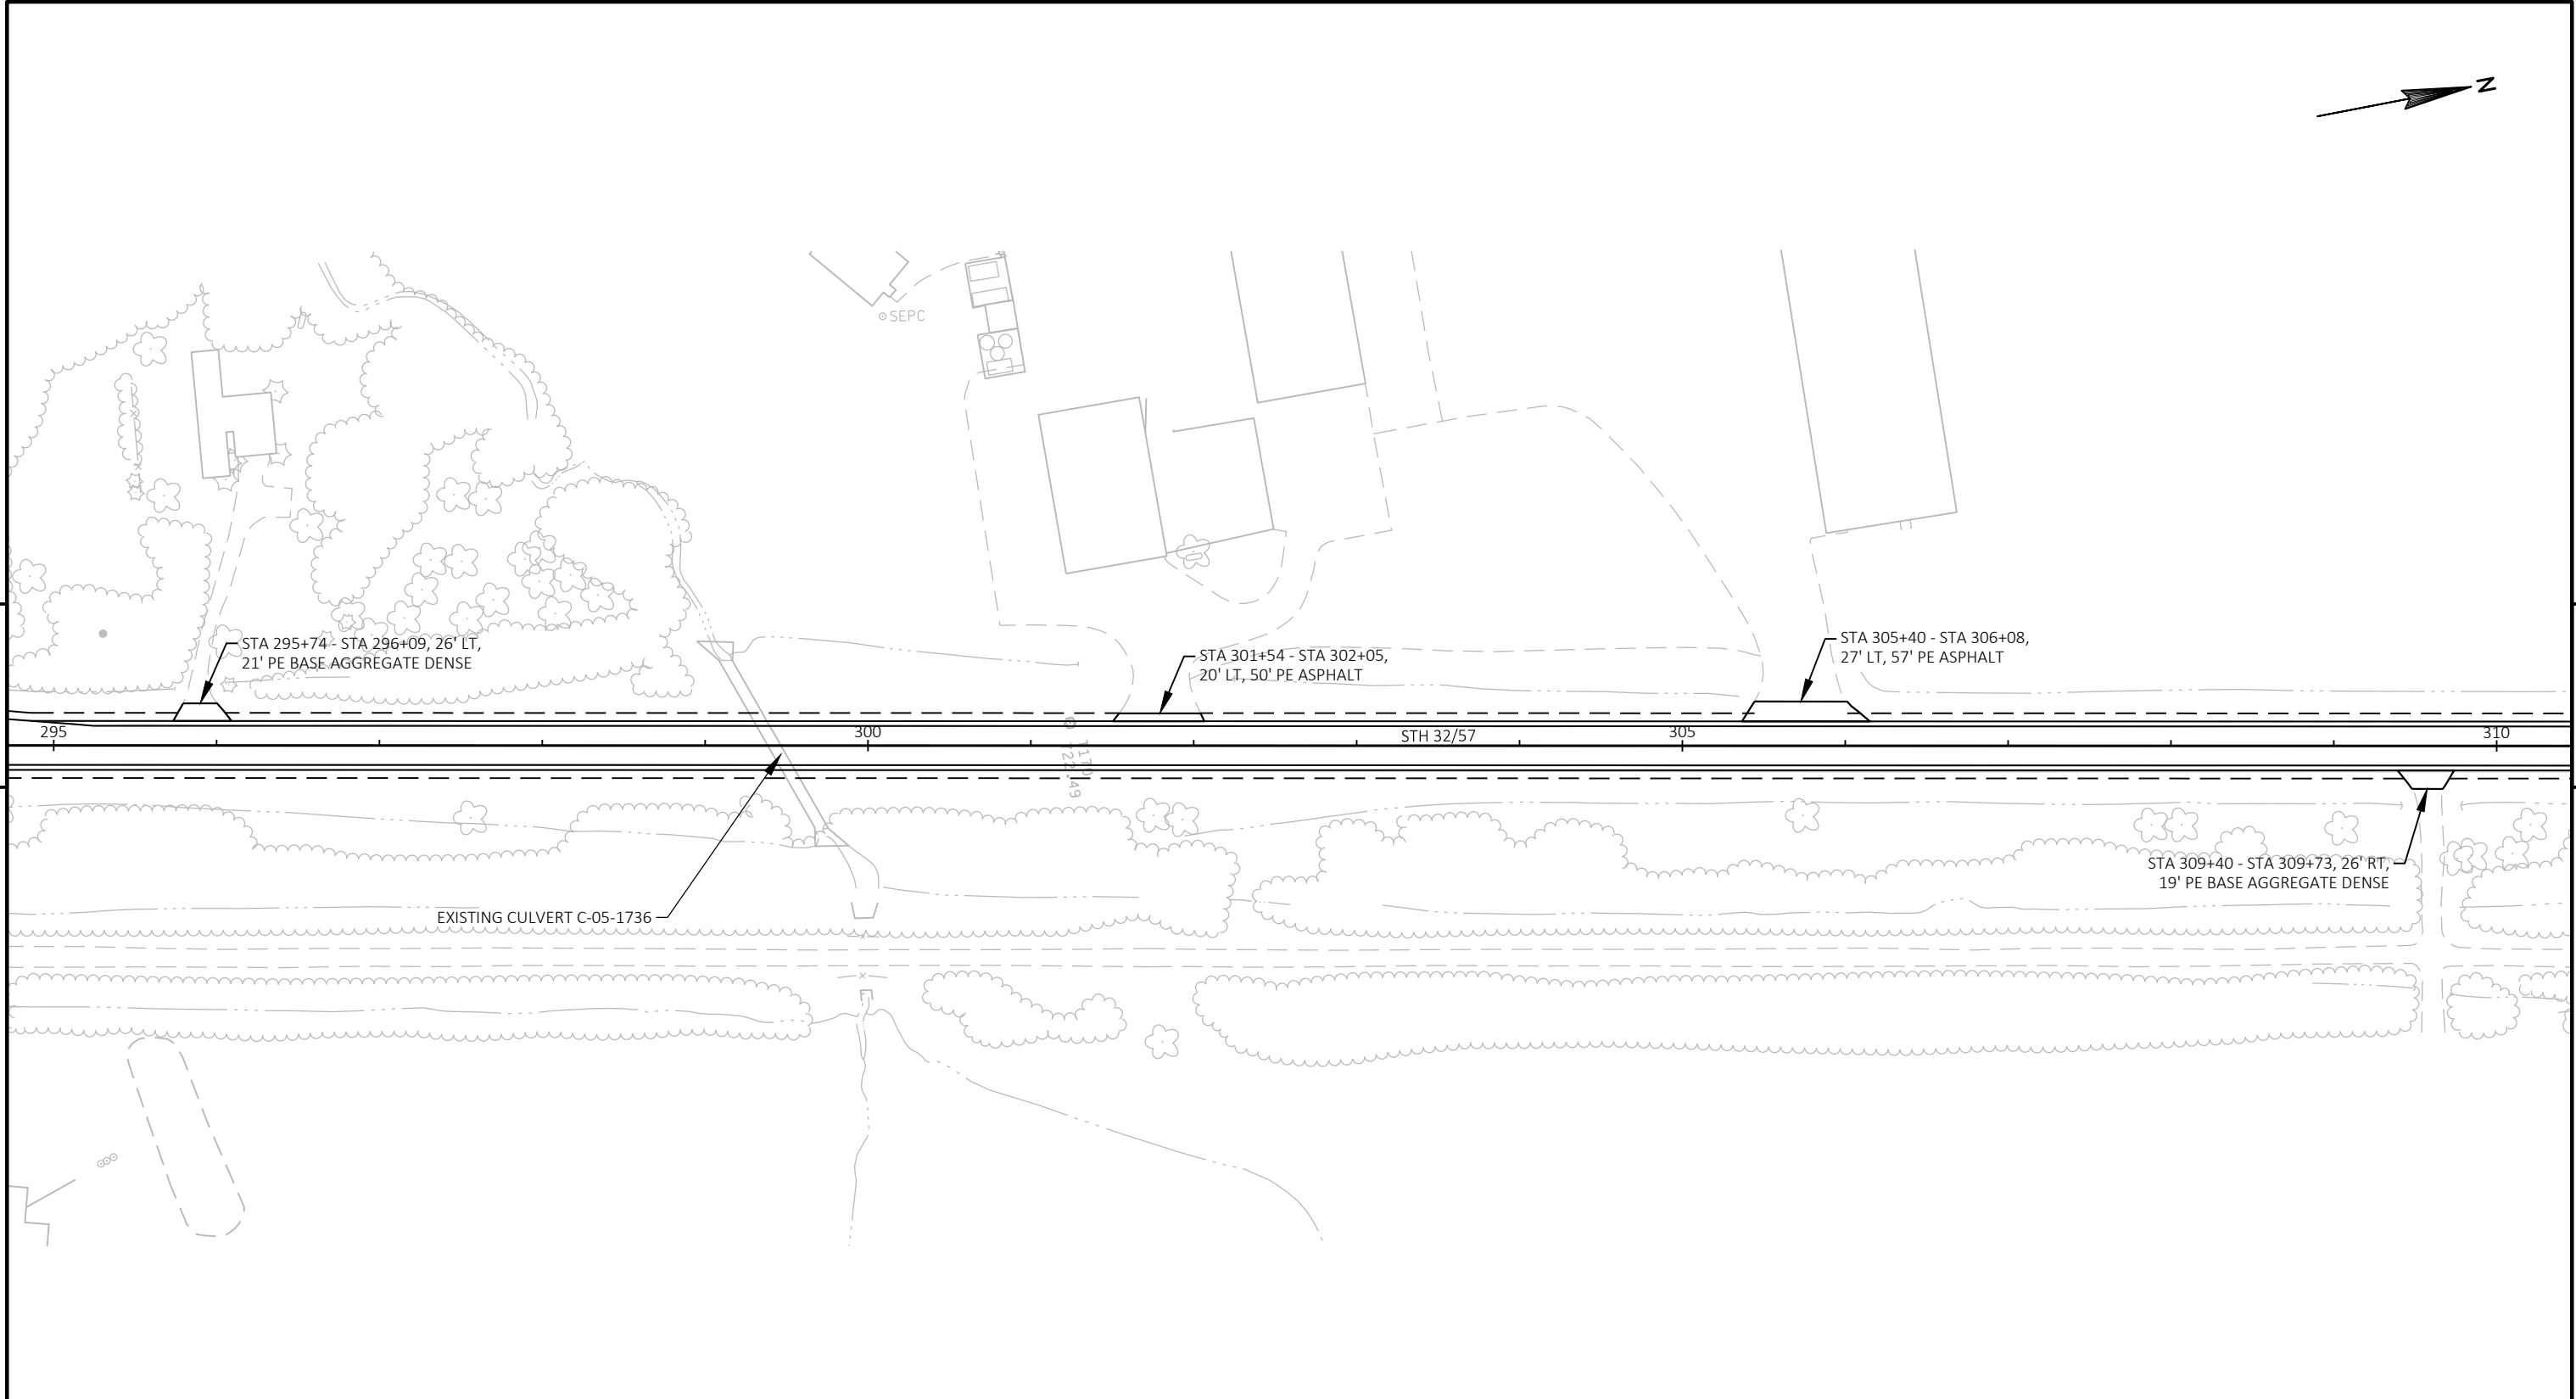 N
SEPC
STA 295+74 - STA 296+09, 26' LT,
21' PE BASE AGGREGATE DENSE
STA 301+54 - STA 302+05,
20' LT, 50' PE ASPHALT
STA 305+40 - STA 306+08,
27' LT, 57' PE ASPHALT
295
300
STH 32/57
305
310
STA 309+40 - STA 309+73, 26' RT,
19' PE BASE AGGREGATE DENSE
EXISTING CULVERT C-05-1736